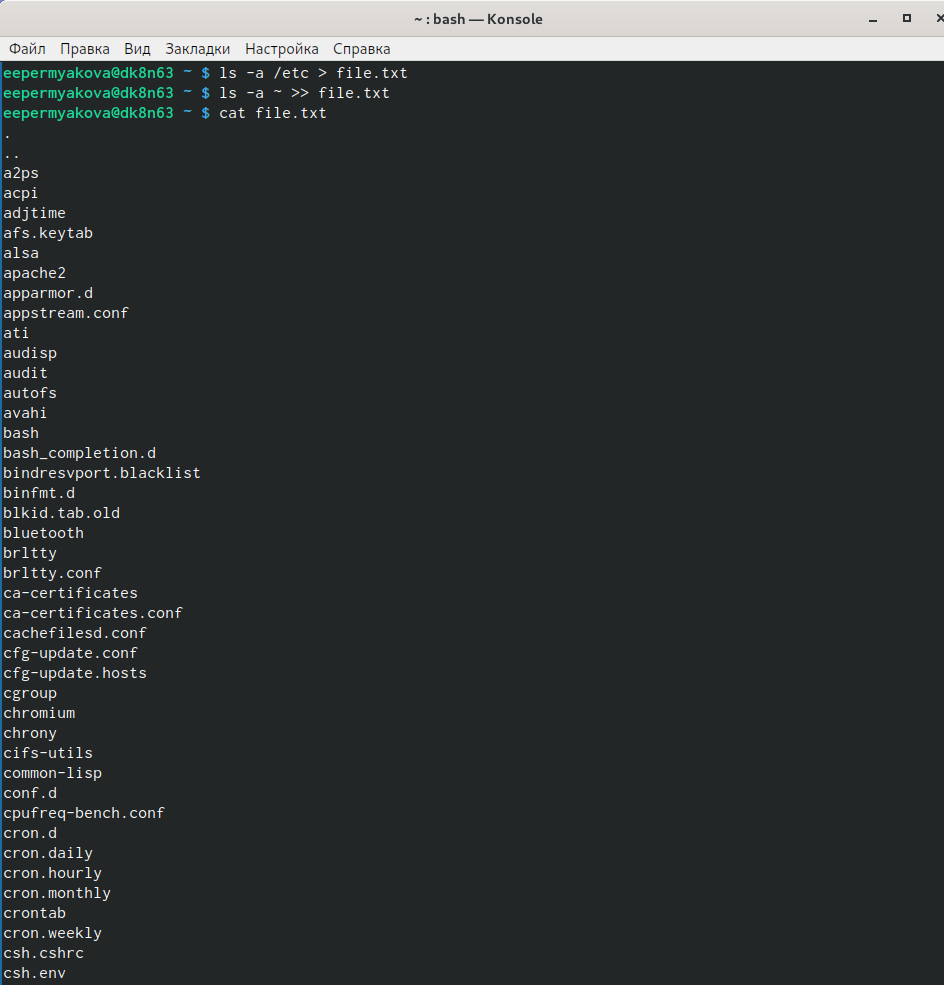 ~ : bash — Konsole
Файл Правка Вид Закладки Настройка Справка
eepermyakova@dk8n63 ~ $ ls -a /etc > file.txt
eepermyakova@dk8n63 ~ $ ls -a ~ >> file.txt
eepermyakova@dk8n63 ~ $ cat file.txt
.
..
a2ps
acpi
adjtime
afs.keytab
alsa
apache2
apparmor.d
appstream.conf
ati
audisp
audit
autofs
avahi
bash
bash_completion.d
bindresvport.blacklist
binfmt.d
blkid.tab.old
bluetooth
brltty
brltty.conf
ca-certificates
ca-certificates.conf
cachefilesd.conf
cfg-update.conf
cfg-update.hosts
cgroup
chromium
chrony
cifs-utils
common-lisp
conf.d
cpufreq-bench.conf
cron.d
cron.daily
cron.hourly
cron.monthly
crontab
cron.weekly
csh.cshrc
csh.env